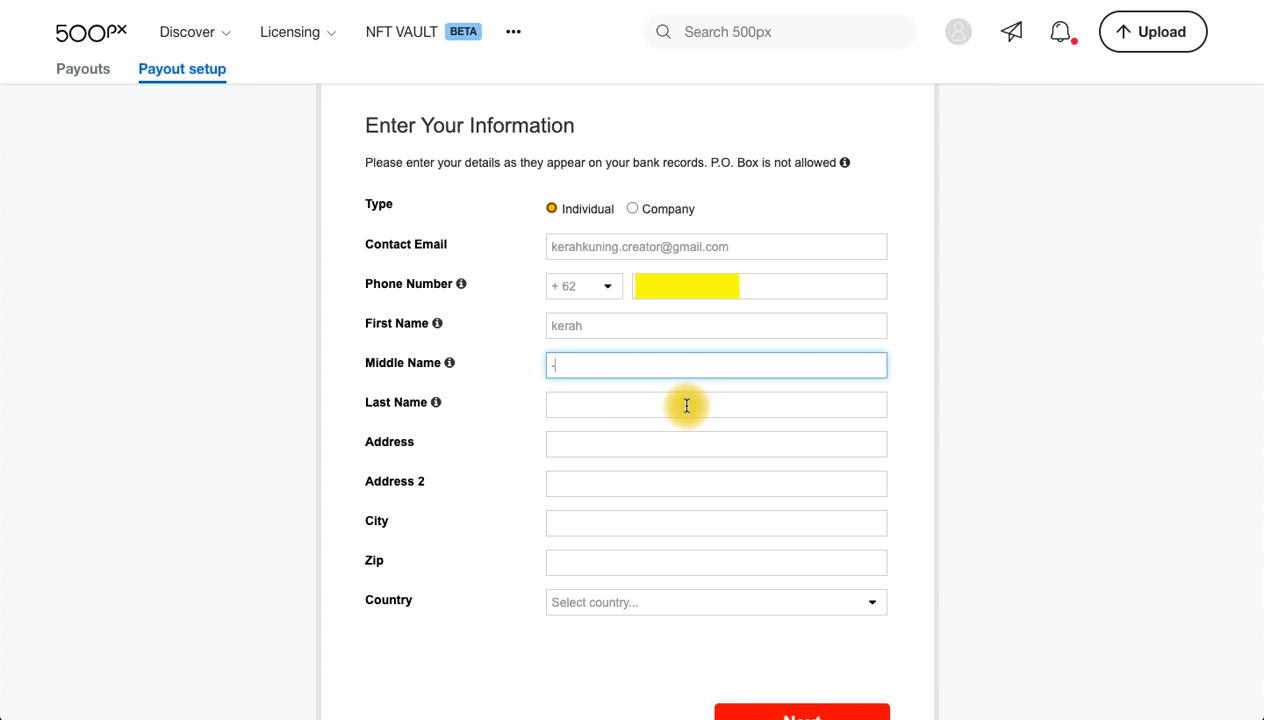 500px Discover Licensing NFT VAULT BETA ••• Search 500px Upload
Payouts Payout setup
Enter Your Information
Please enter your details as they appear on your bank records. P.O. Box is not allowed
Type Individual Company
Contact Email kerahkuning.creator@gmail.com
Phone Number + 62
First Name kerah
Middle Name -
Last Name
Address
Address 2
City
Zip
Country Select country...
Next